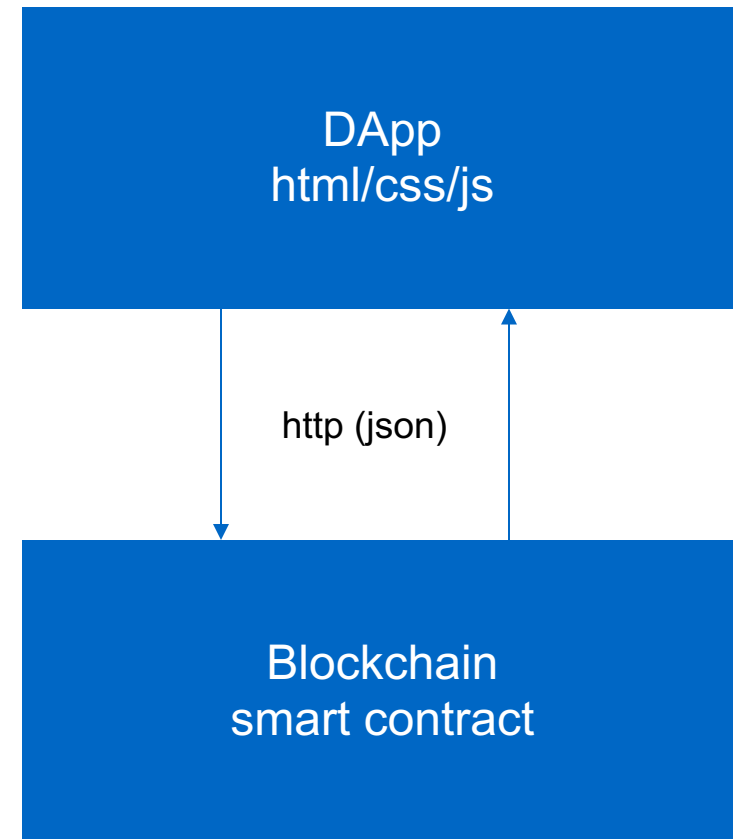 DApp
html/css/js
http (json)
Blockchain
smart contract